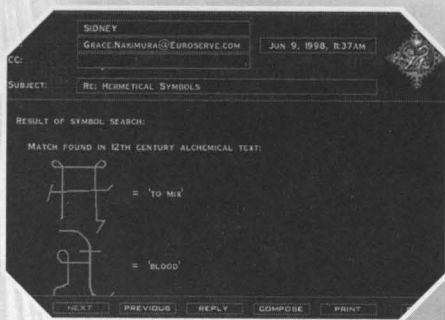 SIDNEY
GRACE.NAKIMURA@EUROSERVE.COM JUN 9, 1998, 11:37AM
CC:
SUBJECT: RE: HERMETICAL SYMBOLS
RESULT OF SYMBOL SEARCH:
MATCH FOUND IN 12TH CENTURY ALCHEMICAL TEXT:
= 'TO MIX'
= 'BLOOD'
NEXT PREVIOUS REPLY COMPOSE PRINT